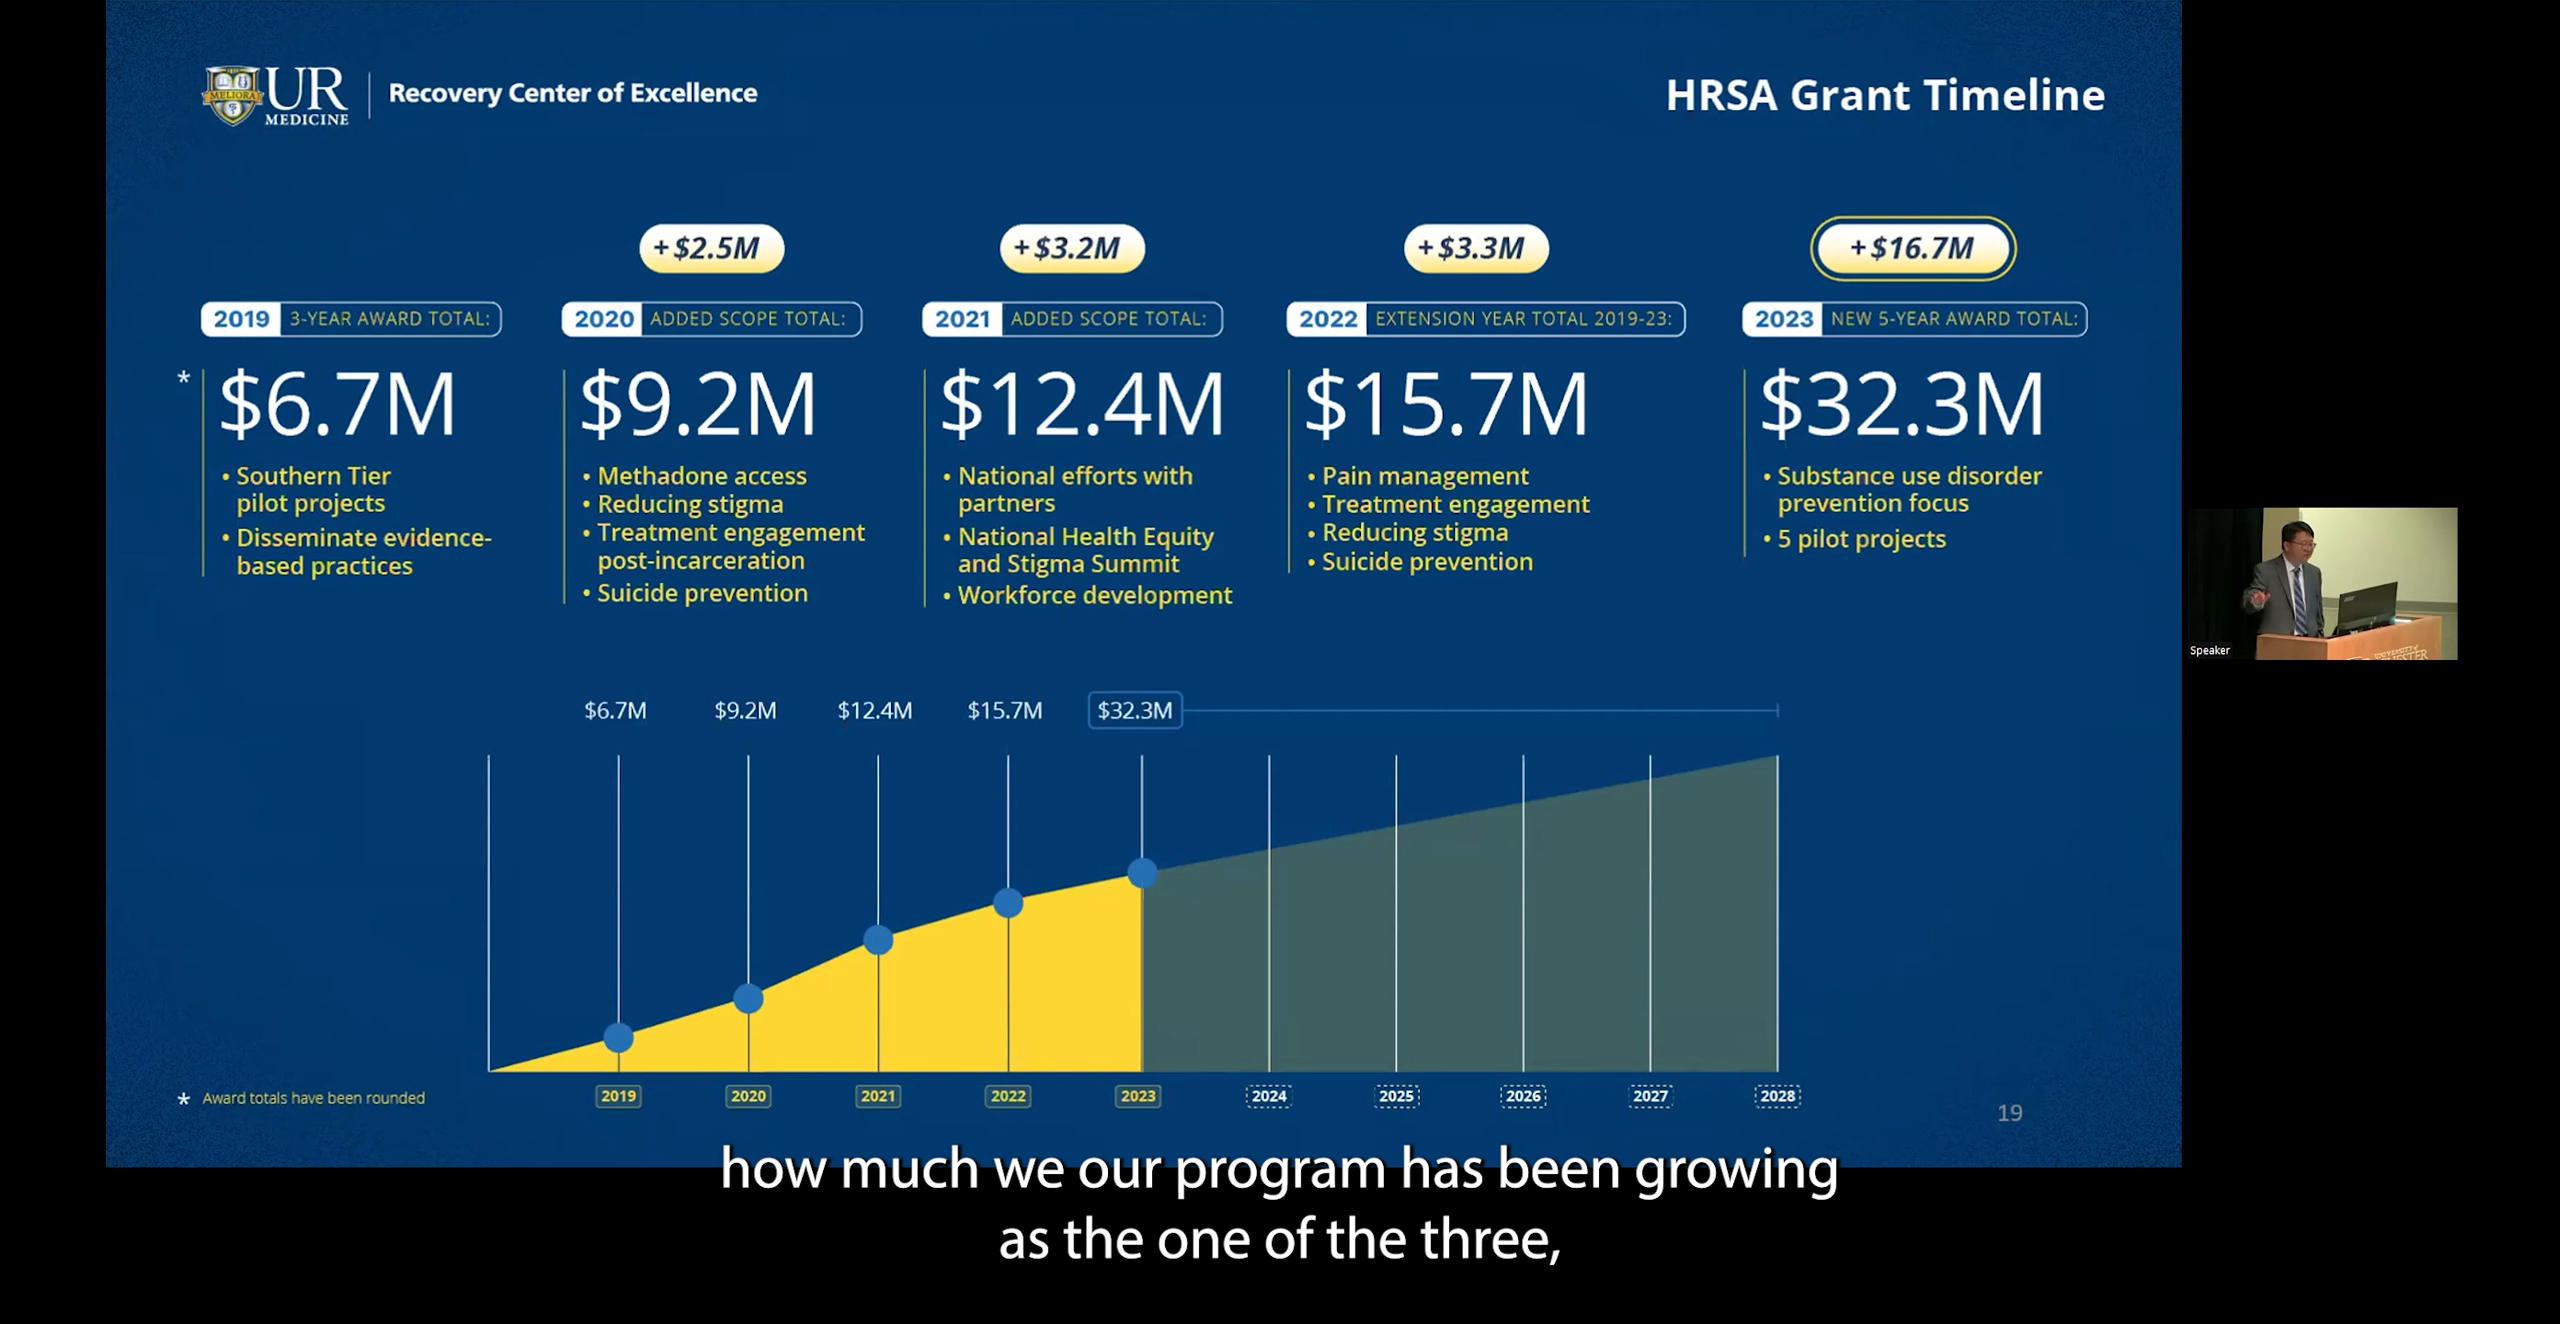 MELIORA
UR
MEDICINE
Recovery Center of Excellence
HRSA Grant Timeline
+ $2.5M
+ $3.2M
+ $3.3M
+ $16.7M
2019 3-YEAR AWARD TOTAL:
* $6.7M
• Southern Tier
pilot projects
• Disseminate evidence-
based practices
2020 ADDED SCOPE TOTAL:
$9.2M
• Methadone access
• Reducing stigma
• Treatment engagement
post-incarceration
• Suicide prevention
2021 ADDED SCOPE TOTAL:
$12.4M
• National efforts with
partners
• National Health Equity
and Stigma Summit
• Workforce development
2022 EXTENSION YEAR TOTAL 2019-23:
$15.7M
• Pain management
• Treatment engagement
• Reducing stigma
• Suicide prevention
2023 NEW 5-YEAR AWARD TOTAL:
$32.3M
• Substance use disorder
prevention focus
• 5 pilot projects
$6.7M $9.2M $12.4M $15.7M $32.3M
2019 2020 2021 2022 2023 2024 2025 2026 2027 2028
* Award totals have been rounded
19
Speaker
how much we our program has been growing
as the one of the three,